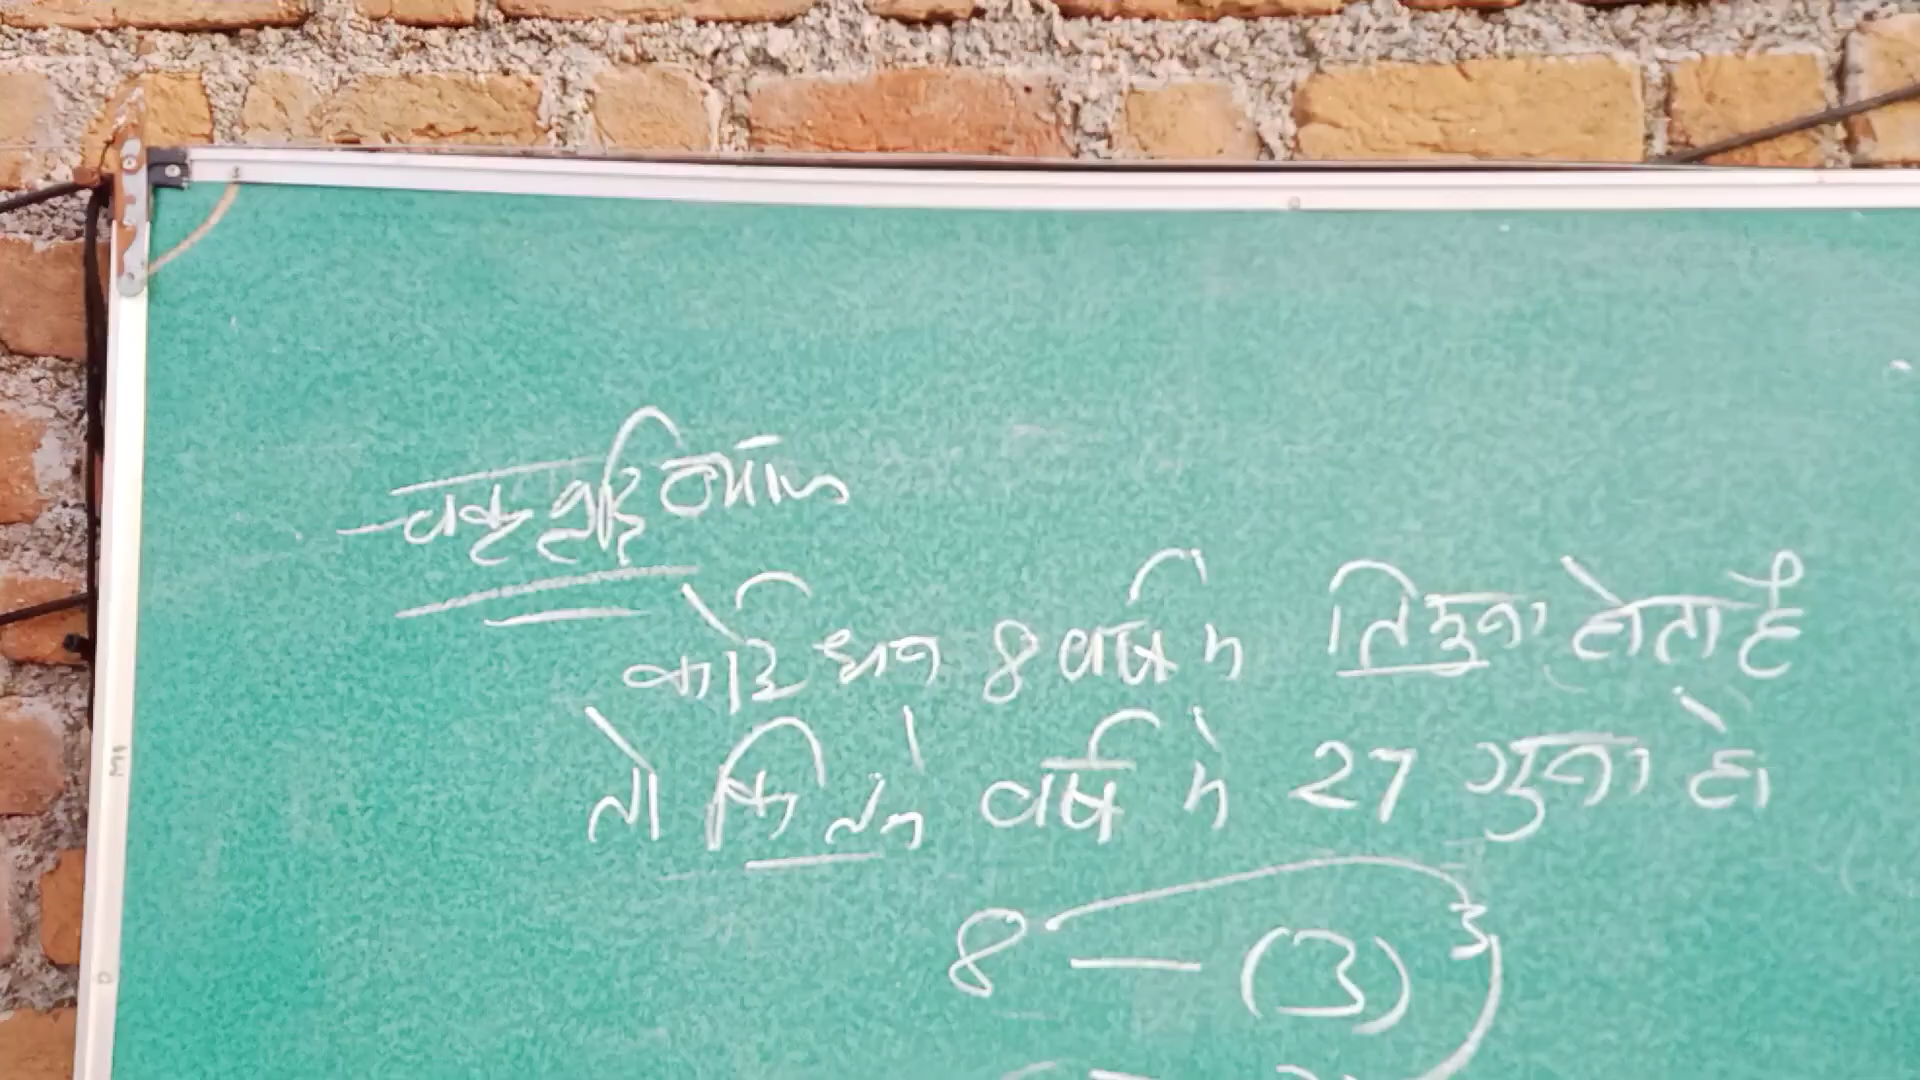 चक्रवृद्धि ब्याज
कोई धन 8 वर्ष में तिगुना होता है
तो कितने वर्ष में 27 गुना हो
8 — (3)³